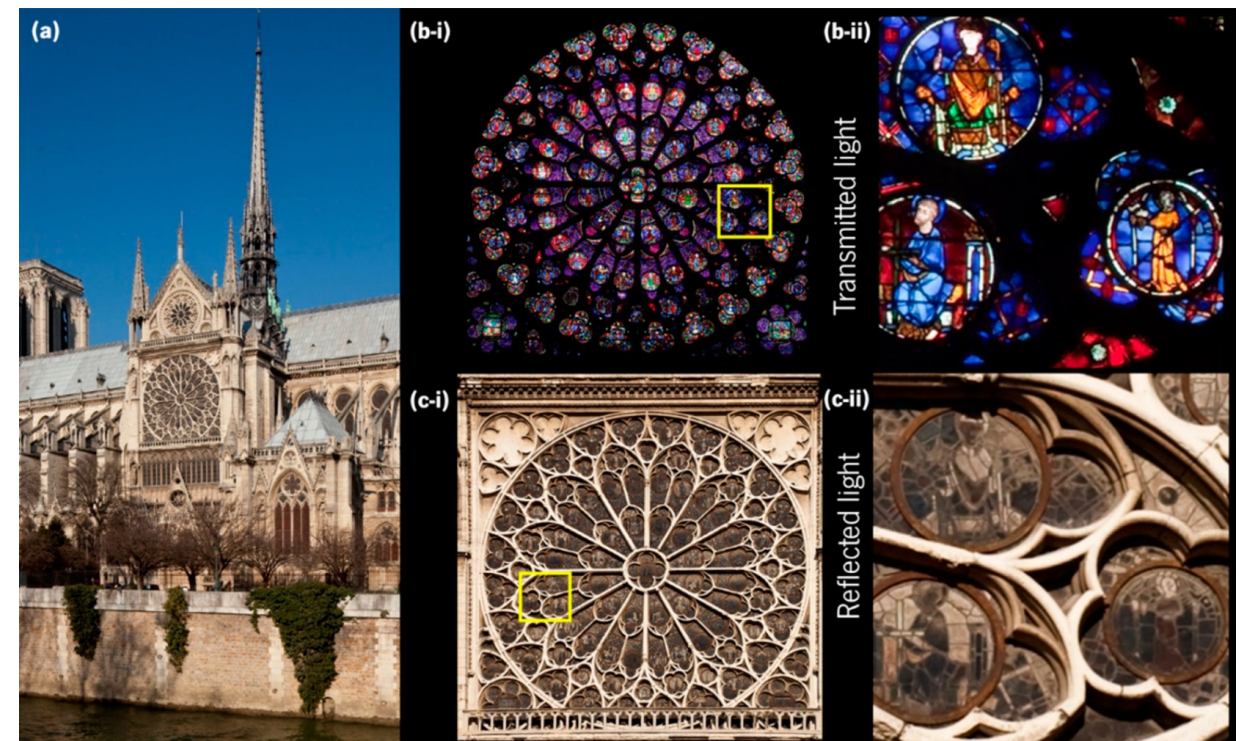 (a)
(b-i)
(b-ii)
Transmitted light
(c-i)
(c-ii)
Reflected light